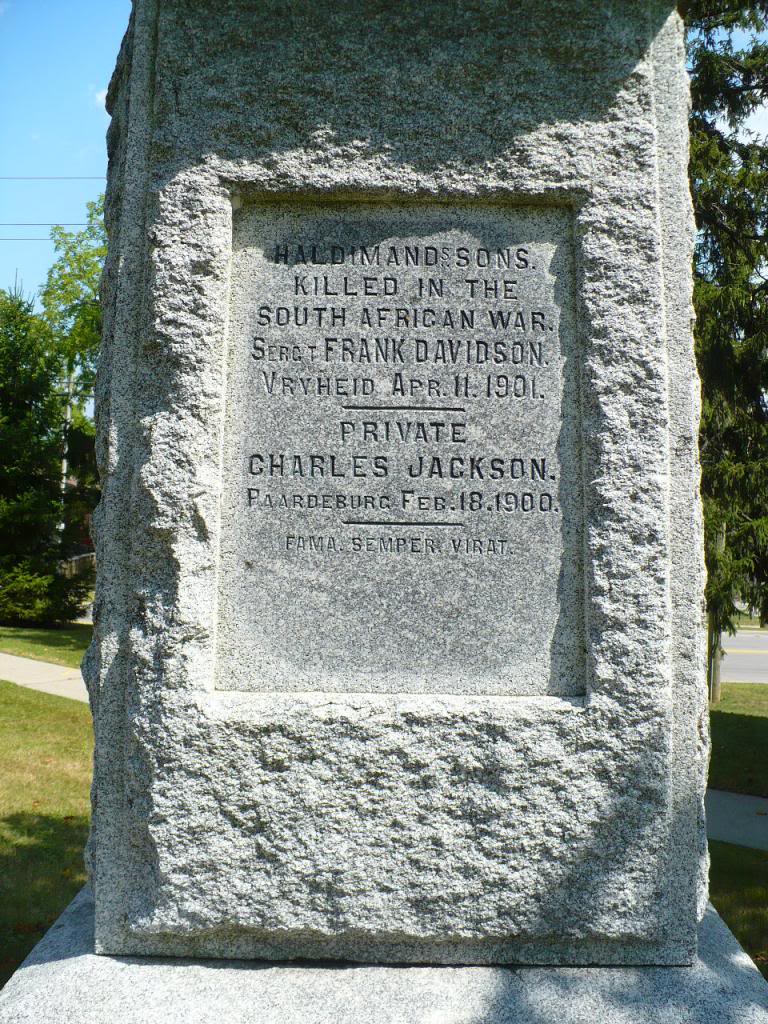 HALDIMANDS SONS.
KILLED IN THE
SOUTH AFRICAN WAR.
SERGT FRANK DAVIDSON.
VRYHEID APR. 11. 1901.
PRIVATE
CHARLES JACKSON.
PAARDEBURG FEB. 18. 1900.
FAMA. SEMPER. VIRAT.